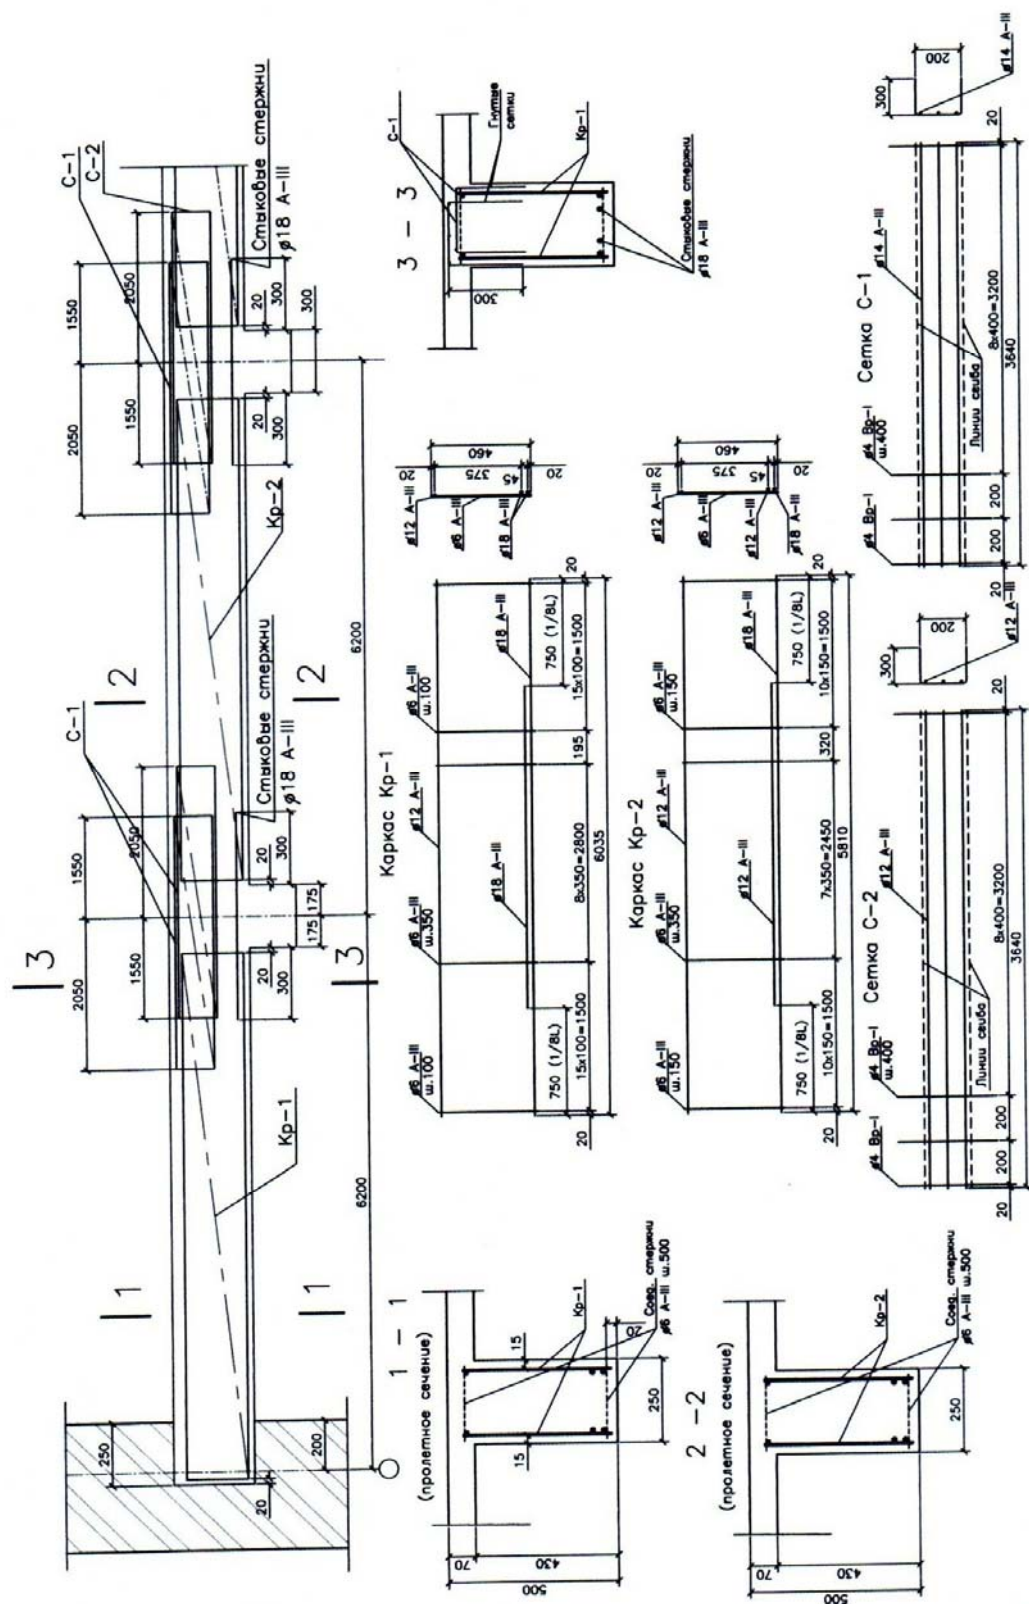 С-1
С-2
Стыковые стержни
ø18 А-III
1550
2050
2050
1550
20
300
300
20
300
Кр-2
6200
С-1
2
2
Стыковые стержни
ø18 А-III
1550
2050
2050
1550
20
300
175
175
20
300
3
3
Кр-1
6200
1
1
250
200
20
3 - 3
С-1
Гнутые
сетки
Кр-1
Стыковые стержни
ø18 А-III
300
Каркас Кр-1
ø6 А-III
ш.100
ø6 А-III
ш.350
ø12 А-III
ø6 А-III
ш.100
ø18 А-III
ø18 А-III
750 (1/8L)
750 (1/8L)
20
15х100=1500
8х350=2800
195
15х100=1500
20
6035
ø12 А-III
ø6 А-III
ø18 А-III
20
375
45
20
460
Каркас Кр-2
ø6 А-III
ш.150
ø6 А-III
ш.350
ø12 А-III
ø6 А-III
ш.150
ø12 А-III
ø18 А-III
750 (1/8L)
750 (1/8L)
20
10х150=1500
7х350=2450
320
10х150=1500
20
5810
ø12 А-III
ø6 А-III
ø12 А-III
ø18 А-III
20
375
45
20
460
1 - 1
(пролетное сечение)
Кр-1
Соед. стержни
ø6 А-III ш.500
15
15
20
250
70
430
500
2 -2
(пролетное сечение)
Кр-2
Соед. стержни
ø6 А-III ш.500
250
70
430
500
Сетка С-2
ø4 Вр-I
ø4 Вр-I
ш.400
ø12 А-III
Линии сгиба
20
200
200
8х400=3200
20
3640
300
200
ø12 А-III
Сетка С-1
ø4 Вр-I
ø4 Вр-I
ш.400
ø14 А-III
Линии сгиба
20
200
200
8х400=3200
20
3640
300
200
ø14 А-III